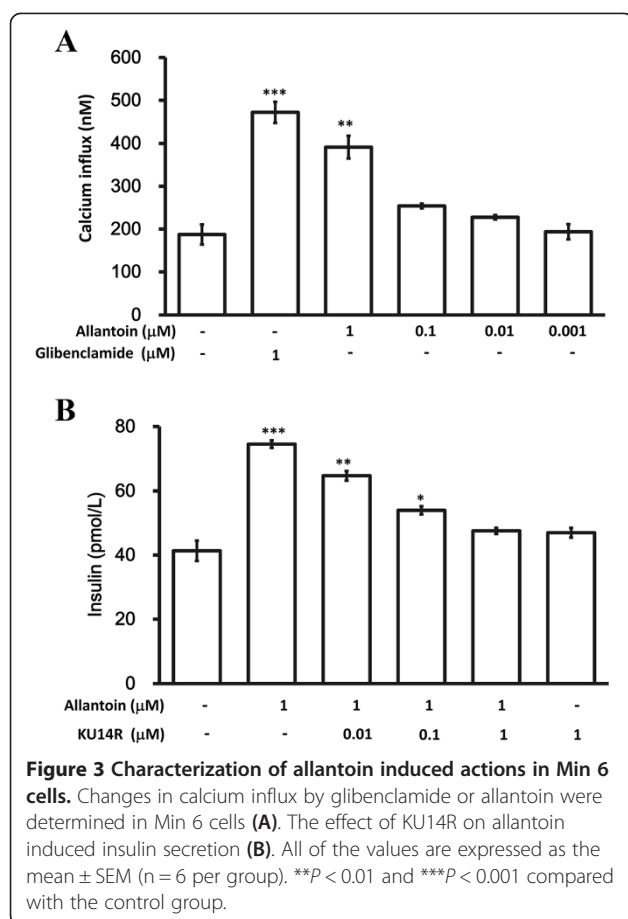 A
600
***
500
**
400
300
200
100
0
Calcium influx (nM)
Allantoin (μM) - - 1 0.1 0.01 0.001
Glibenclamide (μM) - 1 - - - -
B
80
***
**
60
*
40
20
0
Insulin (pmol/L)
Allantoin (μM) - 1 1 1 1 -
KU14R (μM) - - 0.01 0.1 1 1
Figure 3 Characterization of allantoin induced actions in Min 6
cells. Changes in calcium influx by glibenclamide or allantoin were
determined in Min 6 cells (A). The effect of KU14R on allantoin
induced insulin secretion (B). All of the values are expressed as the
mean ± SEM (n = 6 per group). **P < 0.01 and ***P < 0.001 compared
with the control group.